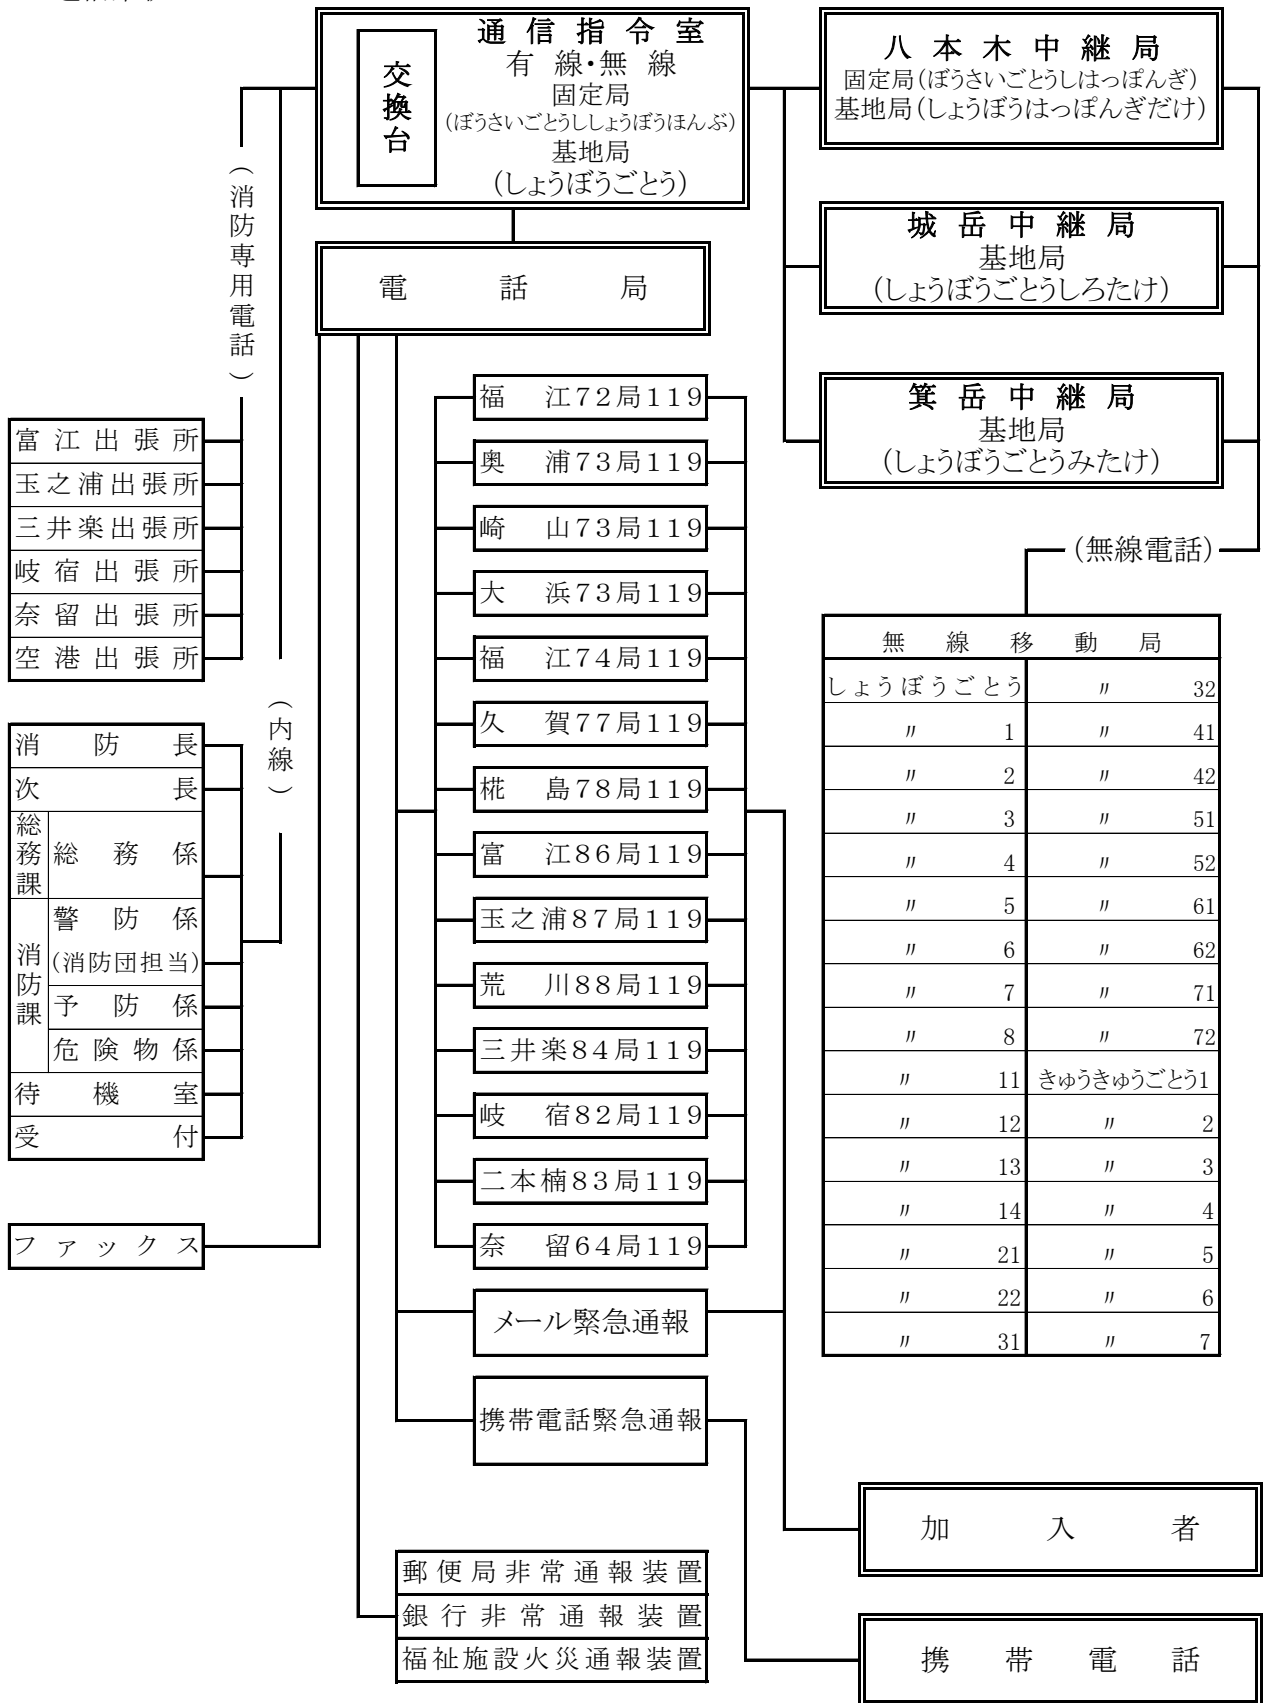 通信指令室
有線・無線
固定局
(ぼうさいごとうししょうぼうほんぶ)
基地局
(しょうぼうごとう)
交換台
八本木中継局
固定局(ぼうさいごとうしはっぽんぎ)
基地局(しょうぼうはっぽんぎだけ)
城岳中継局
基地局
(しょうぼうごとうしろたけ)
箕岳中継局
基地局
(しょうぼうごとうみたけ)
電話局
(消防専用電話)
富江出張所
玉之浦出張所
三井楽出張所
岐宿出張所
奈留出張所
空港出張所
(内線)
消防長
次長
総務課
総務係
消防課
警防係
(消防団担当)
予防係
危険物係
待機室
受付
ファックス
福江72局119
奥浦73局119
崎山73局119
大浜73局119
福江74局119
久賀77局119
椛島78局119
富江86局119
玉之浦87局119
荒川88局119
三井楽84局119
岐宿82局119
二本楠83局119
奈留64局119
メール緊急通報
携帯電話緊急通報
郵便局非常通報装置
銀行非常通報装置
福祉施設火災通報装置
(無線電話)
無線移動局
しょうぼうごとう 〃 32
〃 1 〃 41
〃 2 〃 42
〃 3 〃 51
〃 4 〃 52
〃 5 〃 61
〃 6 〃 62
〃 7 〃 71
〃 8 〃 72
〃 11 きゅうきゅうごとう1
〃 12 〃 2
〃 13 〃 3
〃 14 〃 4
〃 21 〃 5
〃 22 〃 6
〃 31 〃 7
加入者
携帯電話